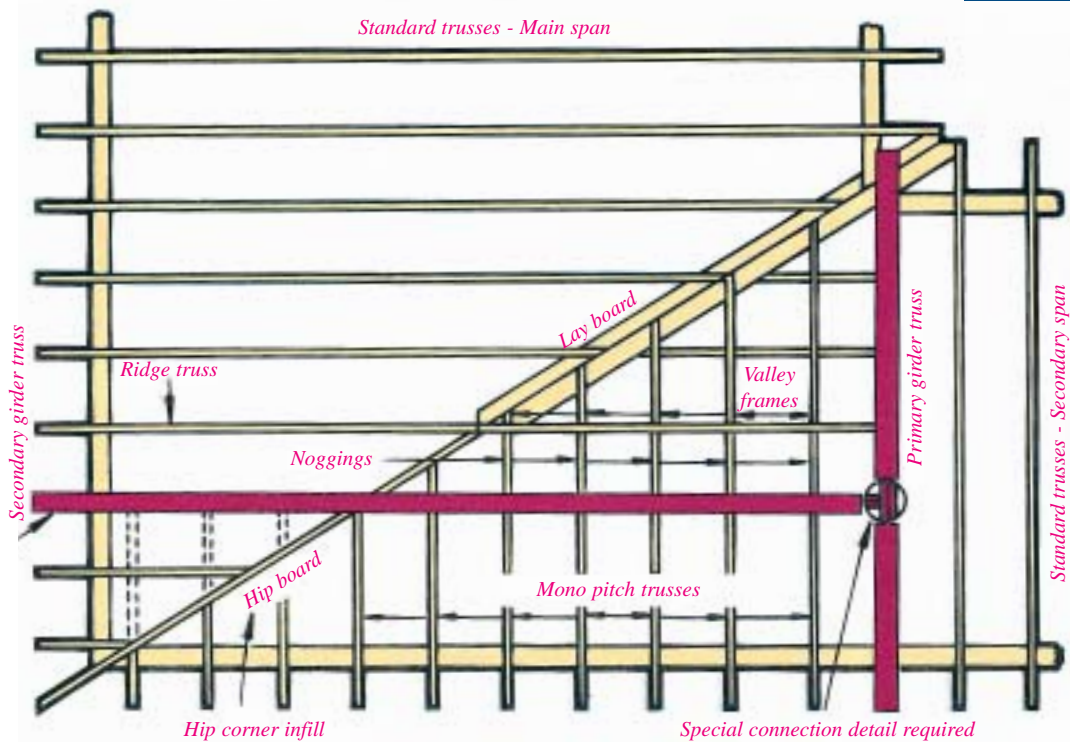 Standard trusses - Main span
Lay board
Ridge truss
Valley
frames
Noggings
Secondary girder truss
Primary girder truss
Standard trusses - Secondary span
Hip board
Mono pitch trusses
Hip corner infill
Special connection detail required